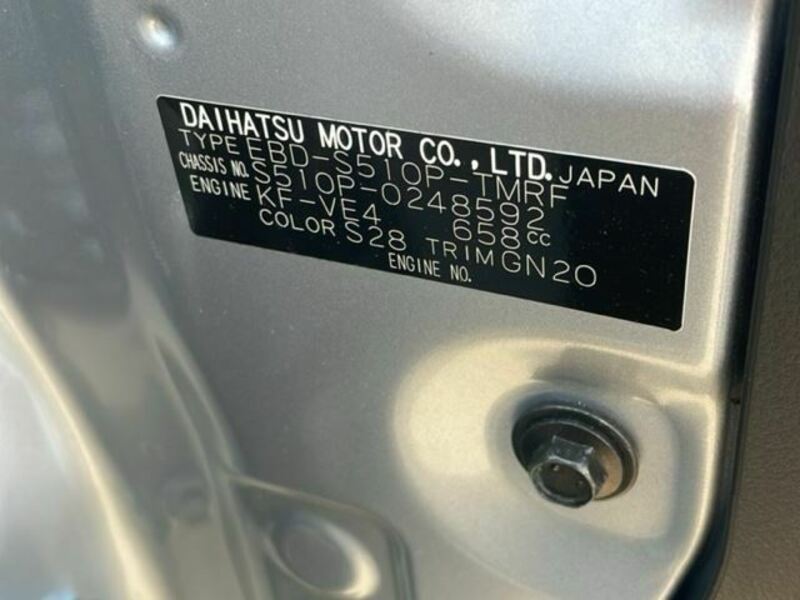 DAIHATSU MOTOR CO., LTD. JAPAN
TYPE EBD-S510P-TMRF
CHASSIS NO. S510P-0248592
ENGINE KF-VE4 658cc
COLOR S28 TRIM GN20
ENGINE NO.